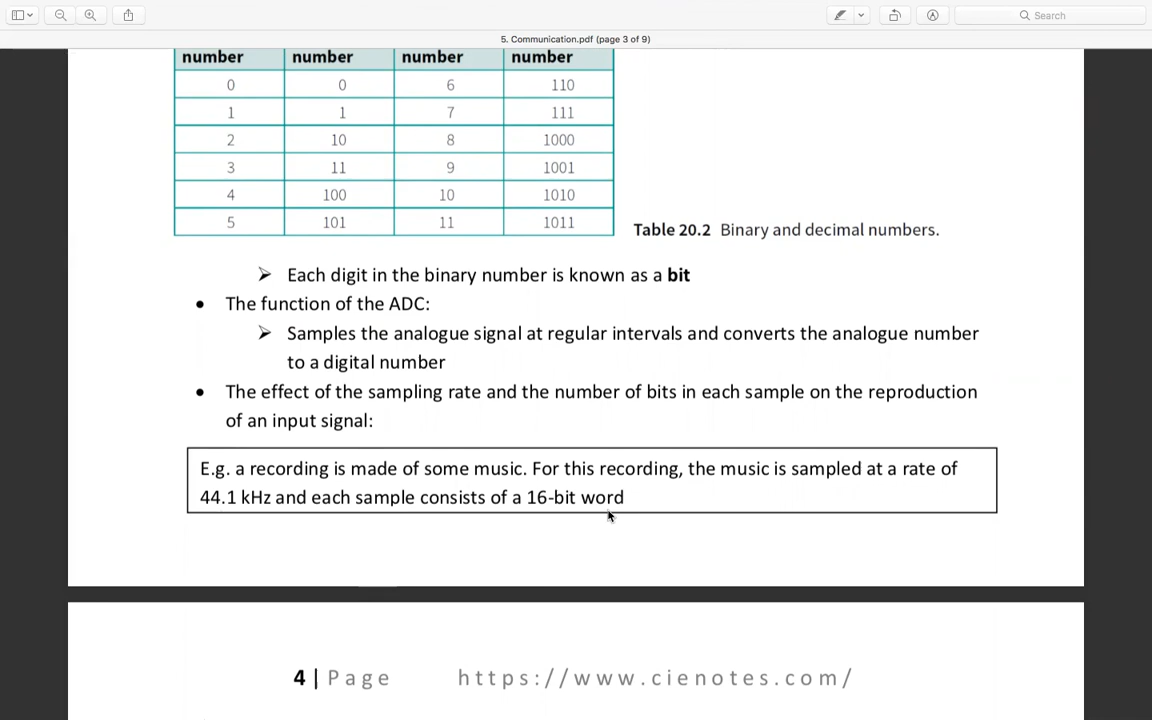 Search
5. Communication.pdf (page 3 of 9)
number number number number
0 0 6 110
1 1 7 111
2 10 8 1000
3 11 9 1001
4 100 10 1010
5 101 11 1011
Table 20.2 Binary and decimal numbers.
➢ Each digit in the binary number is known as a bit
• The function of the ADC:
➢ Samples the analogue signal at regular intervals and converts the analogue number
to a digital number
• The effect of the sampling rate and the number of bits in each sample on the reproduction
of an input signal:
E.g. a recording is made of some music. For this recording, the music is sampled at a rate of
44.1 kHz and each sample consists of a 16-bit word
4 | Page https://www.cienotes.com/